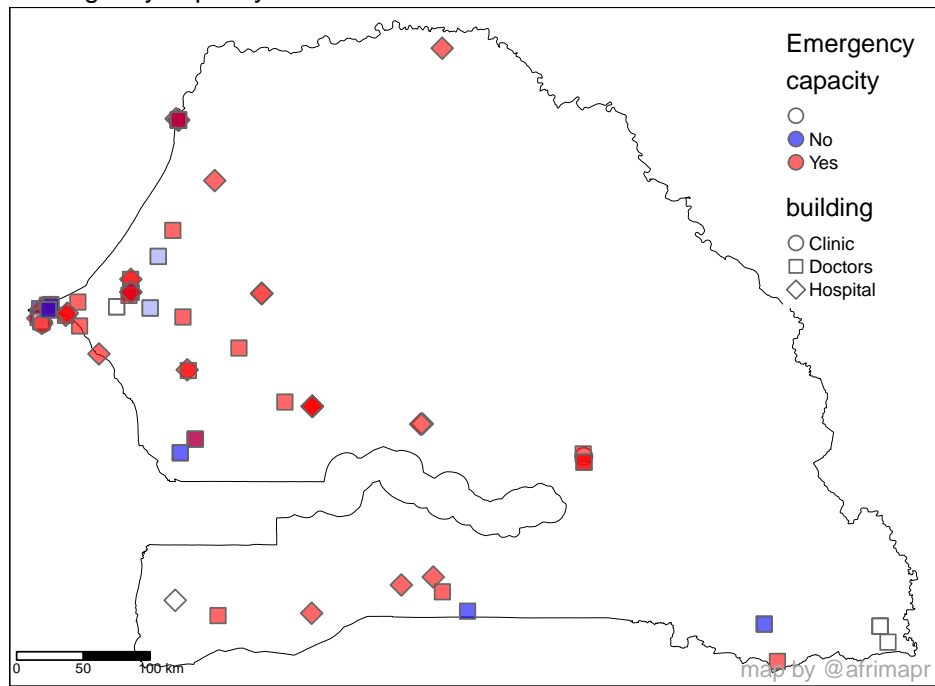 Emergency
capacity
No
Yes
building
Clinic
Doctors
Hospital
0 50 100 km
map by @afrimapr